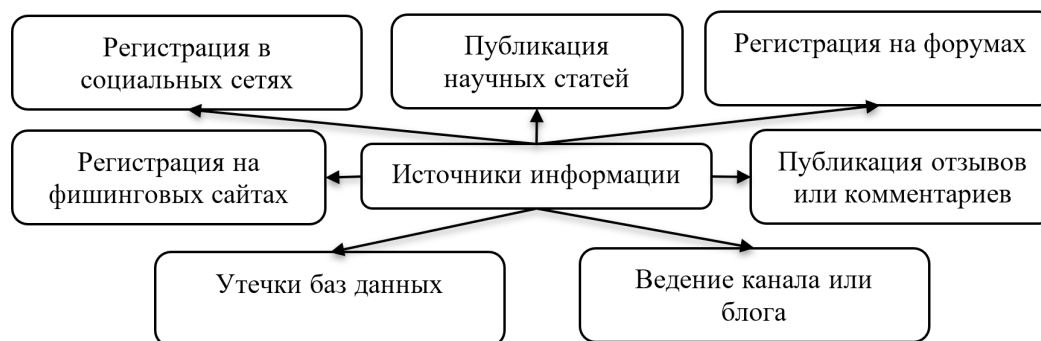 Регистрация в
социальных сетях
Публикация
научных статей
Регистрация на форумах
Регистрация на
фишинговых сайтах
Источники информации
Публикация отзывов
или комментариев
Утечки баз данных
Ведение канала или
блога